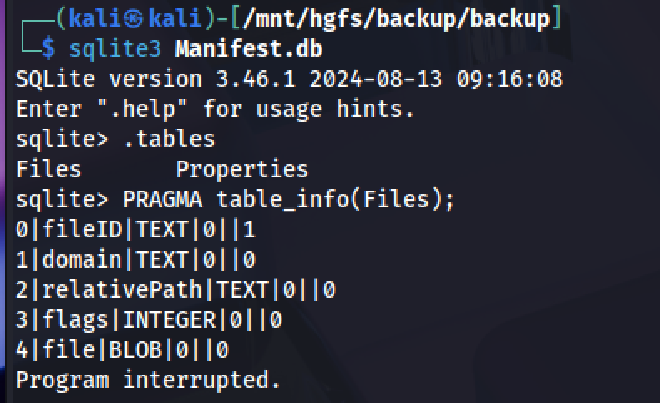 ┌──(kali㉿kali)-[/mnt/hgfs/backup/backup]
└─$ sqlite3 Manifest.db
SQLite version 3.46.1 2024-08-13 09:16:08
Enter ".help" for usage hints.
sqlite> .tables
Files       Properties
sqlite> PRAGMA table_info(Files);
0|fileID|TEXT|0||1
1|domain|TEXT|0||0
2|relativePath|TEXT|0||0
3|flags|INTEGER|0||0
4|file|BLOB|0||0
Program interrupted.